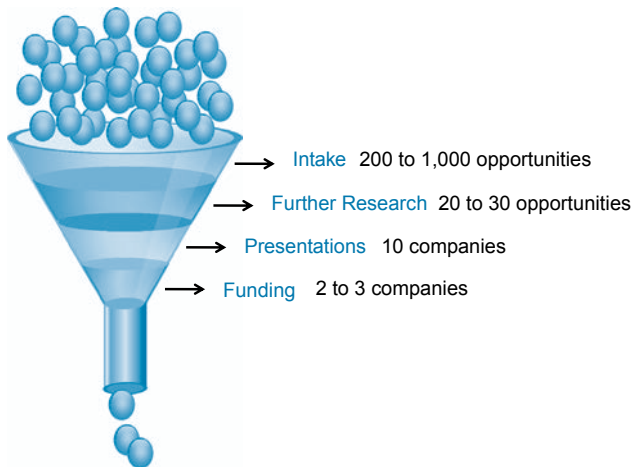 Intake 200 to 1,000 opportunities
Further Research 20 to 30 opportunities
Presentations 10 companies
Funding 2 to 3 companies